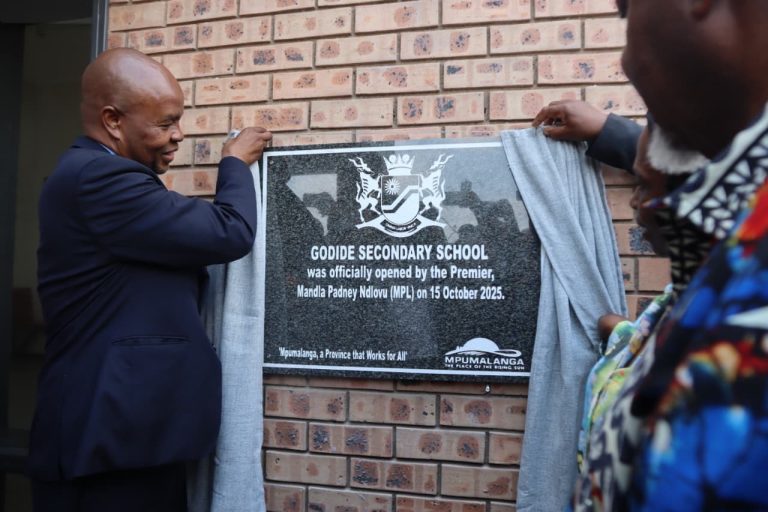 GODIDE SECONDARY SCHOOL
was officially opened by the Premier,
Mandla Padney Ndlovu (MPL) on 15 October 2025.
'Mpumalanga, a Province that Works for All'
MPUMALANGA
THE PLACE OF THE RISING SUN